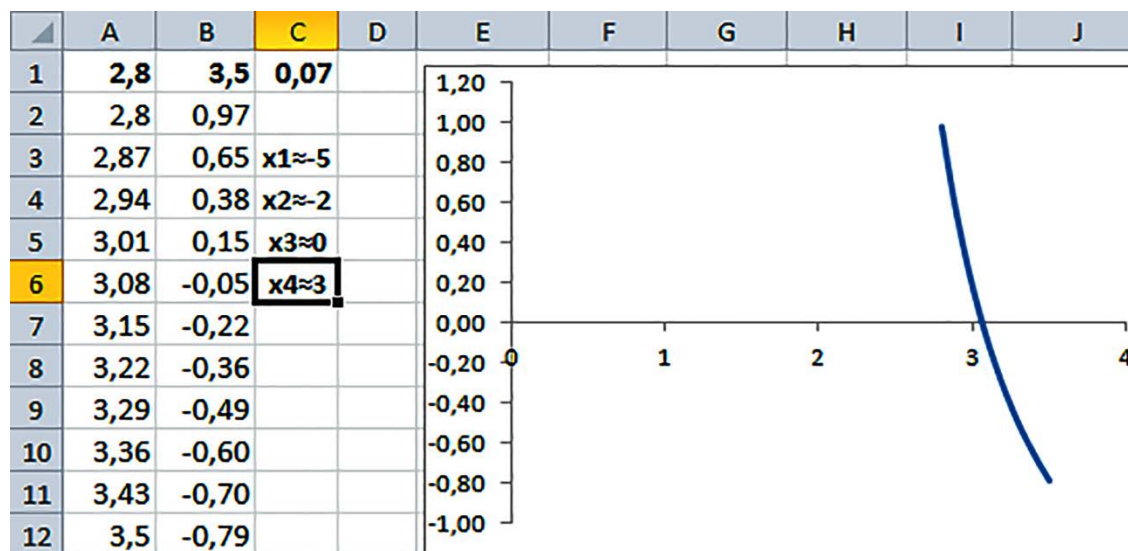 A B C D E F G H I J
1 2,8 3,5 0,07
2 2,8 0,97
3 2,87 0,65 x1≈-5
4 2,94 0,38 x2≈-2
5 3,01 0,15 x3≈0
6 3,08 -0,05 x4≈3
7 3,15 -0,22
8 3,22 -0,36
9 3,29 -0,49
10 3,36 -0,60
11 3,43 -0,70
12 3,5 -0,79
1,20
1,00
0,80
0,60
0,40
0,20
0,00
-0,20 0 1 2 3 4
-0,40
-0,60
-0,80
-1,00